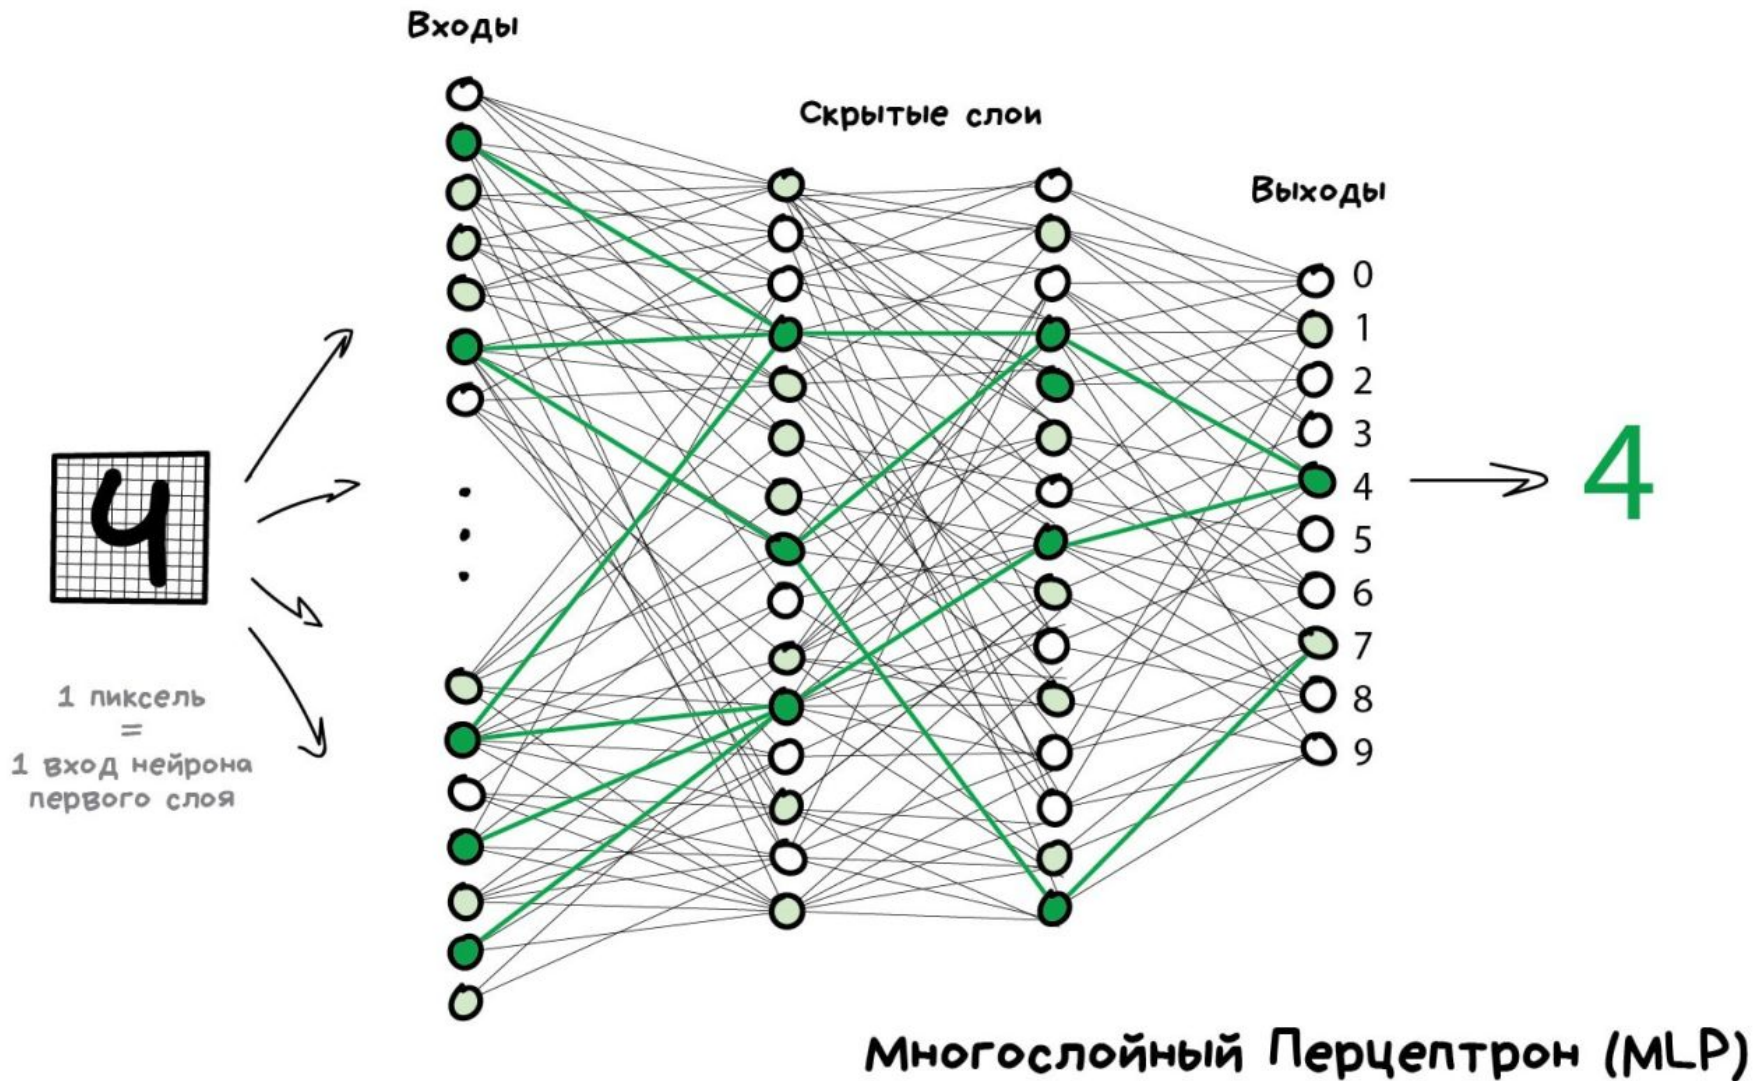 Входы
Скрытые слои
Выходы
0
1
2
3
4
5
6
7
8
9
4
4
1 пиксель
=
1 вход нейрона
первого слоя
Многослойный Перцептрон (MLP)